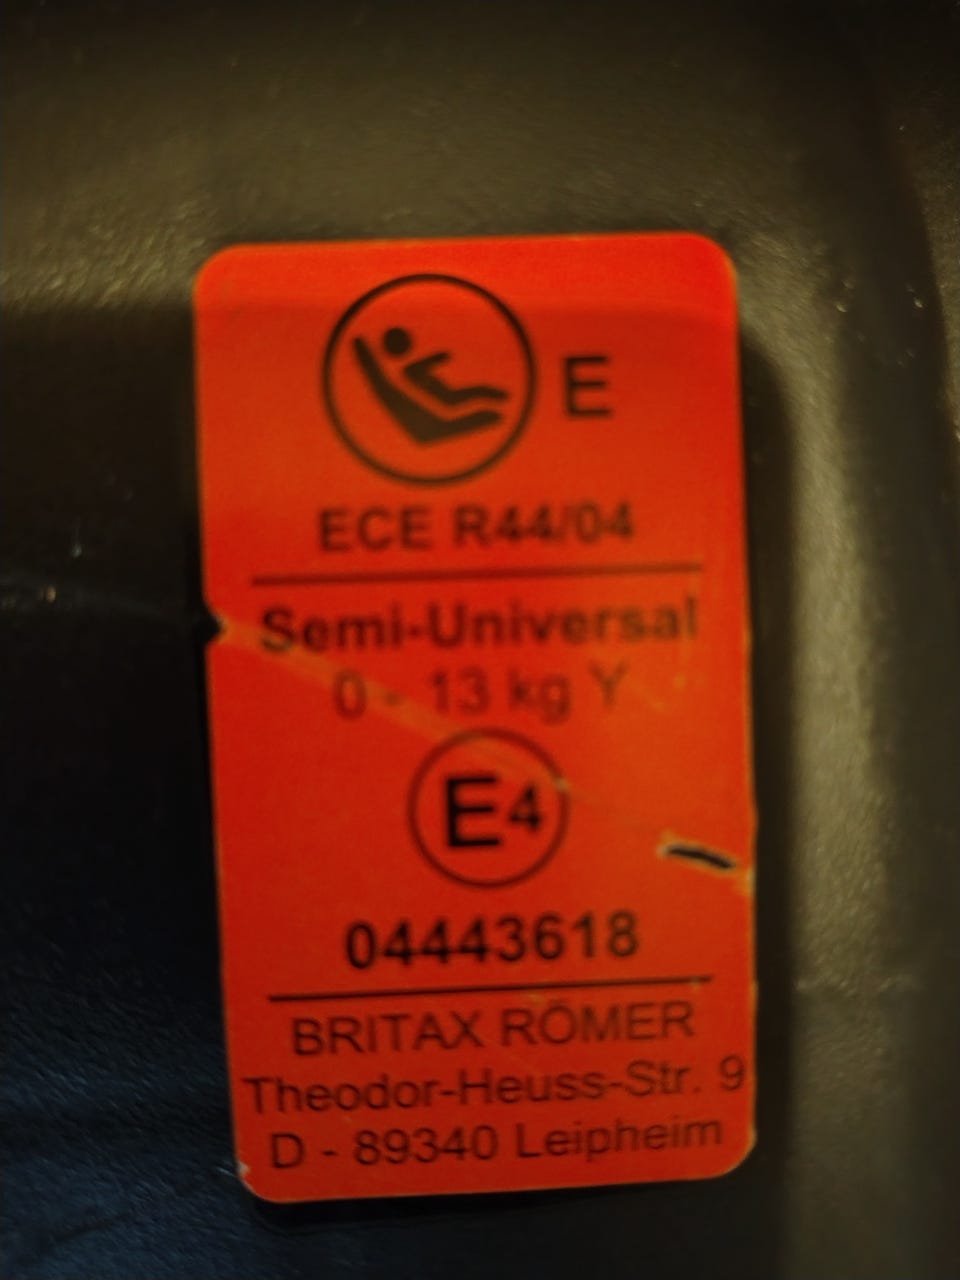 E
ECE R44/04
Semi-Universal
0 - 13 kg Y
E4
04443618
BRITAX RÖMER
Theodor-Heuss-Str. 9
D - 89340 Leipheim